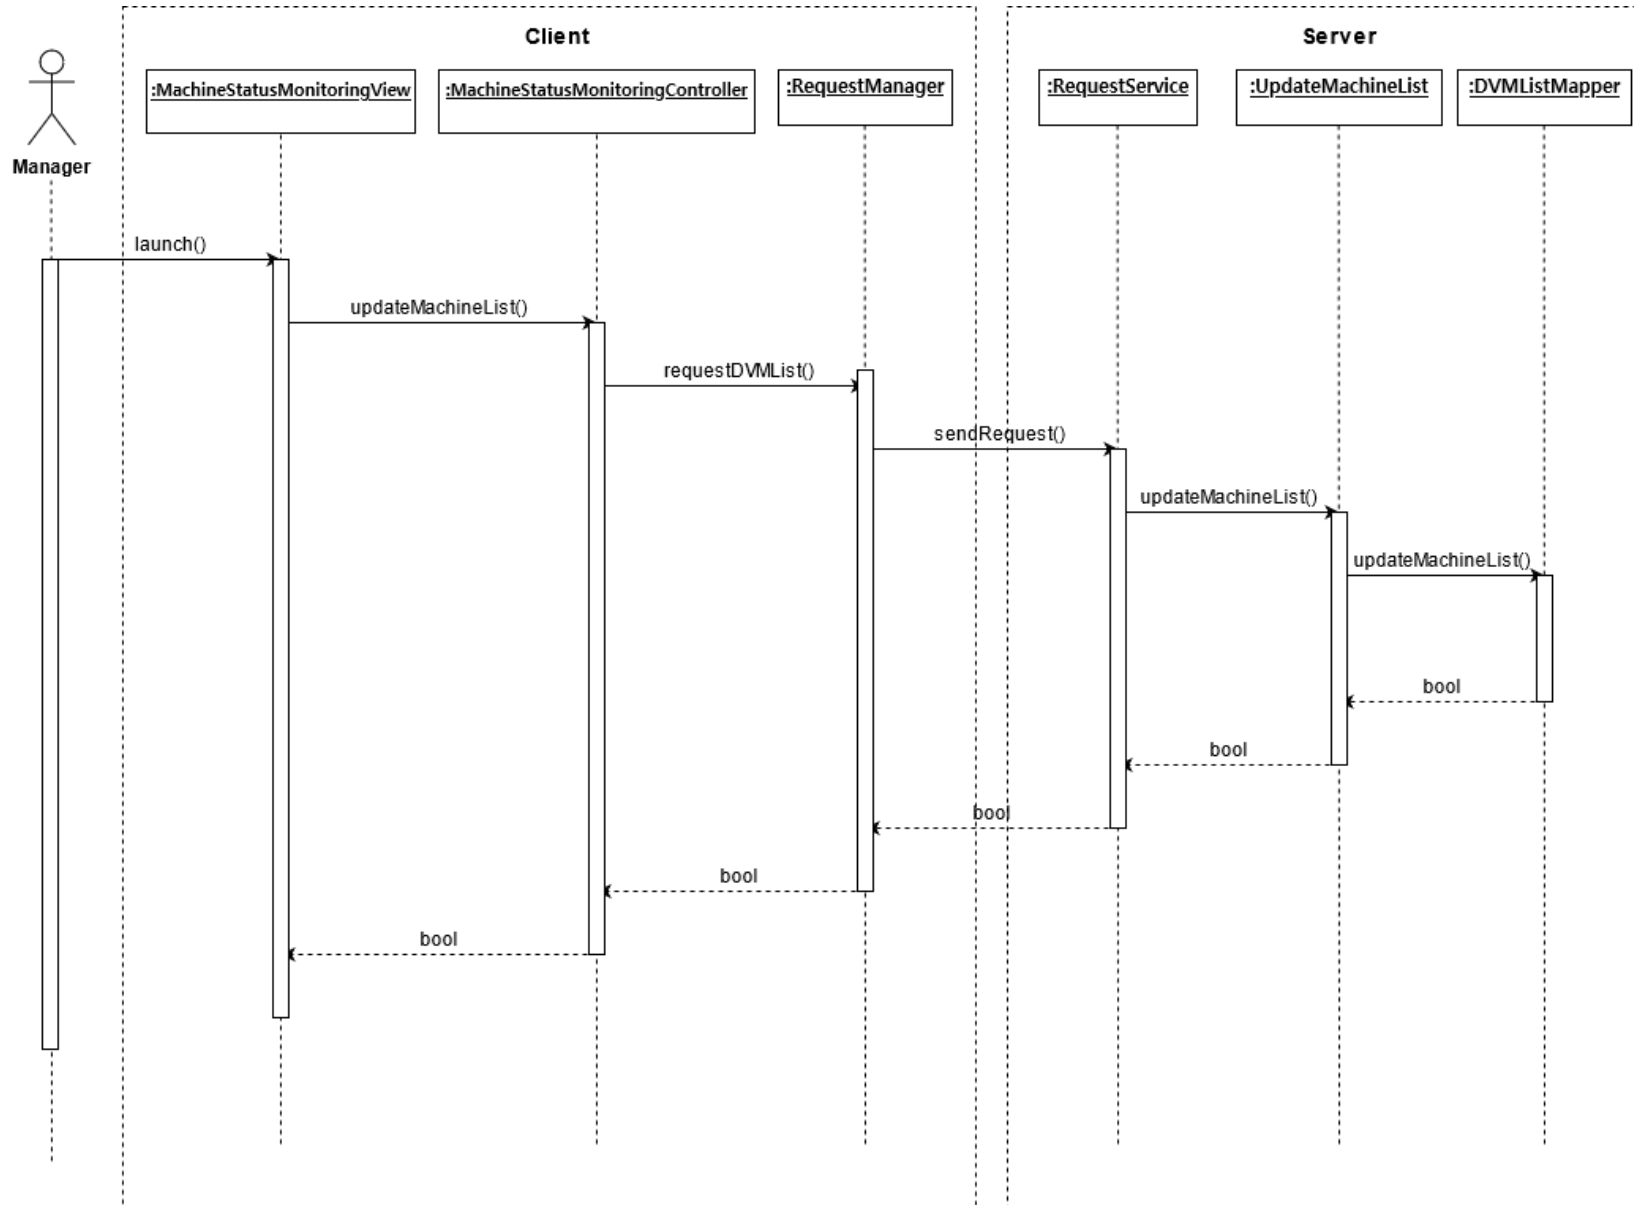 Client
Server
:MachineStatusMonitoringView
:MachineStatusMonitoringController
:RequestManager
:RequestService
:UpdateMachineList
:DVMListMapper
Manager
launch()
updateMachineList()
requestDVMList()
sendRequest()
updateMachineList()
updateMachineList()
bool
bool
bool
bool
bool